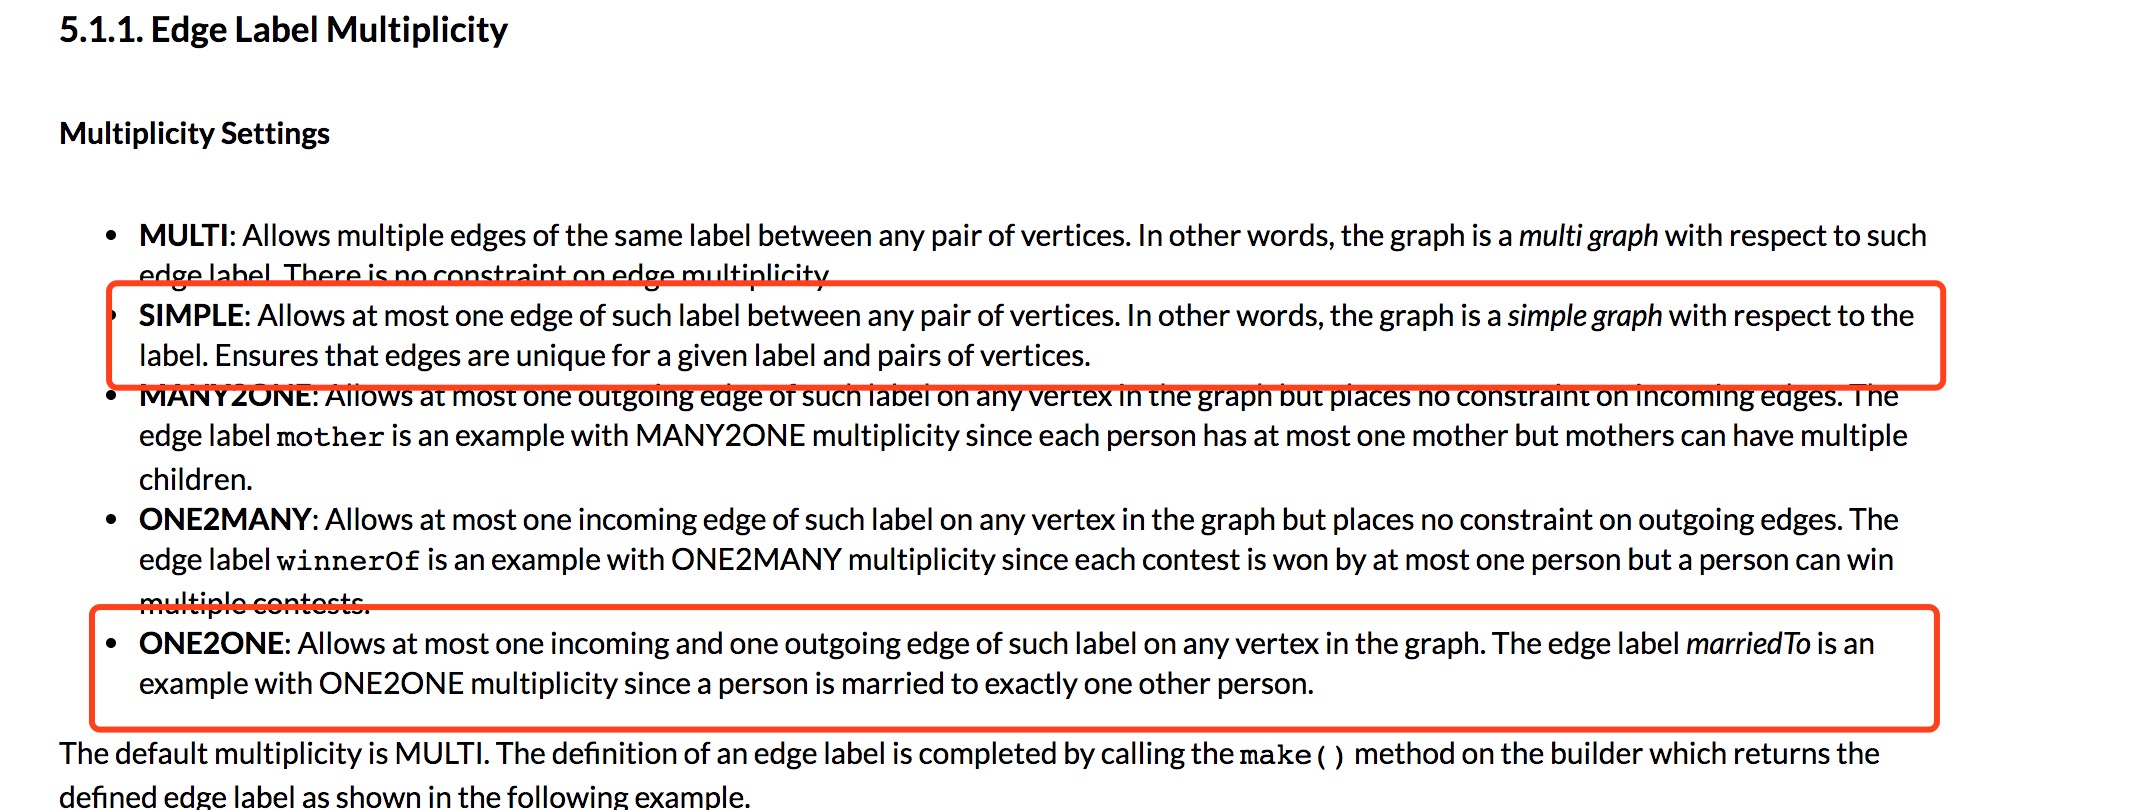 5.1.1. Edge Label Multiplicity
Multiplicity Settings
• MULTI: Allows multiple edges of the same label between any pair of vertices. In other words, the graph is a multi graph with respect to such
edge label. There is no constraint on edge multiplicity.
• SIMPLE: Allows at most one edge of such label between any pair of vertices. In other words, the graph is a simple graph with respect to the
label. Ensures that edges are unique for a given label and pairs of vertices.
• MANY2ONE: Allows at most one outgoing edge of such label on any vertex in the graph but places no constraint on incoming edges. The
edge label mother is an example with MANY2ONE multiplicity since each person has at most one mother but mothers can have multiple
children.
• ONE2MANY: Allows at most one incoming edge of such label on any vertex in the graph but places no constraint on outgoing edges. The
edge label winnerOf is an example with ONE2MANY multiplicity since each contest is won by at most one person but a person can win
multiple contests.
• ONE2ONE: Allows at most one incoming and one outgoing edge of such label on any vertex in the graph. The edge label marriedTo is an
example with ONE2ONE multiplicity since a person is married to exactly one other person.
The default multiplicity is MULTI. The definition of an edge label is completed by calling the make() method on the builder which returns the
defined edge label as shown in the following example.